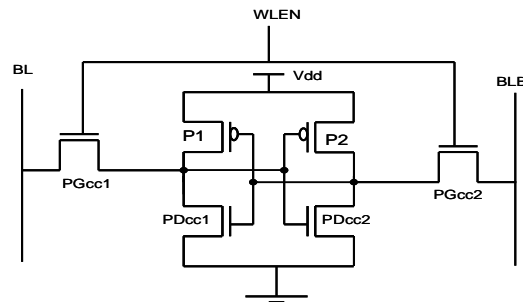 WLEN
BL
Vdd
BLB
P1
P2
PGcc1
PGcc2
PDcc1
PDcc2